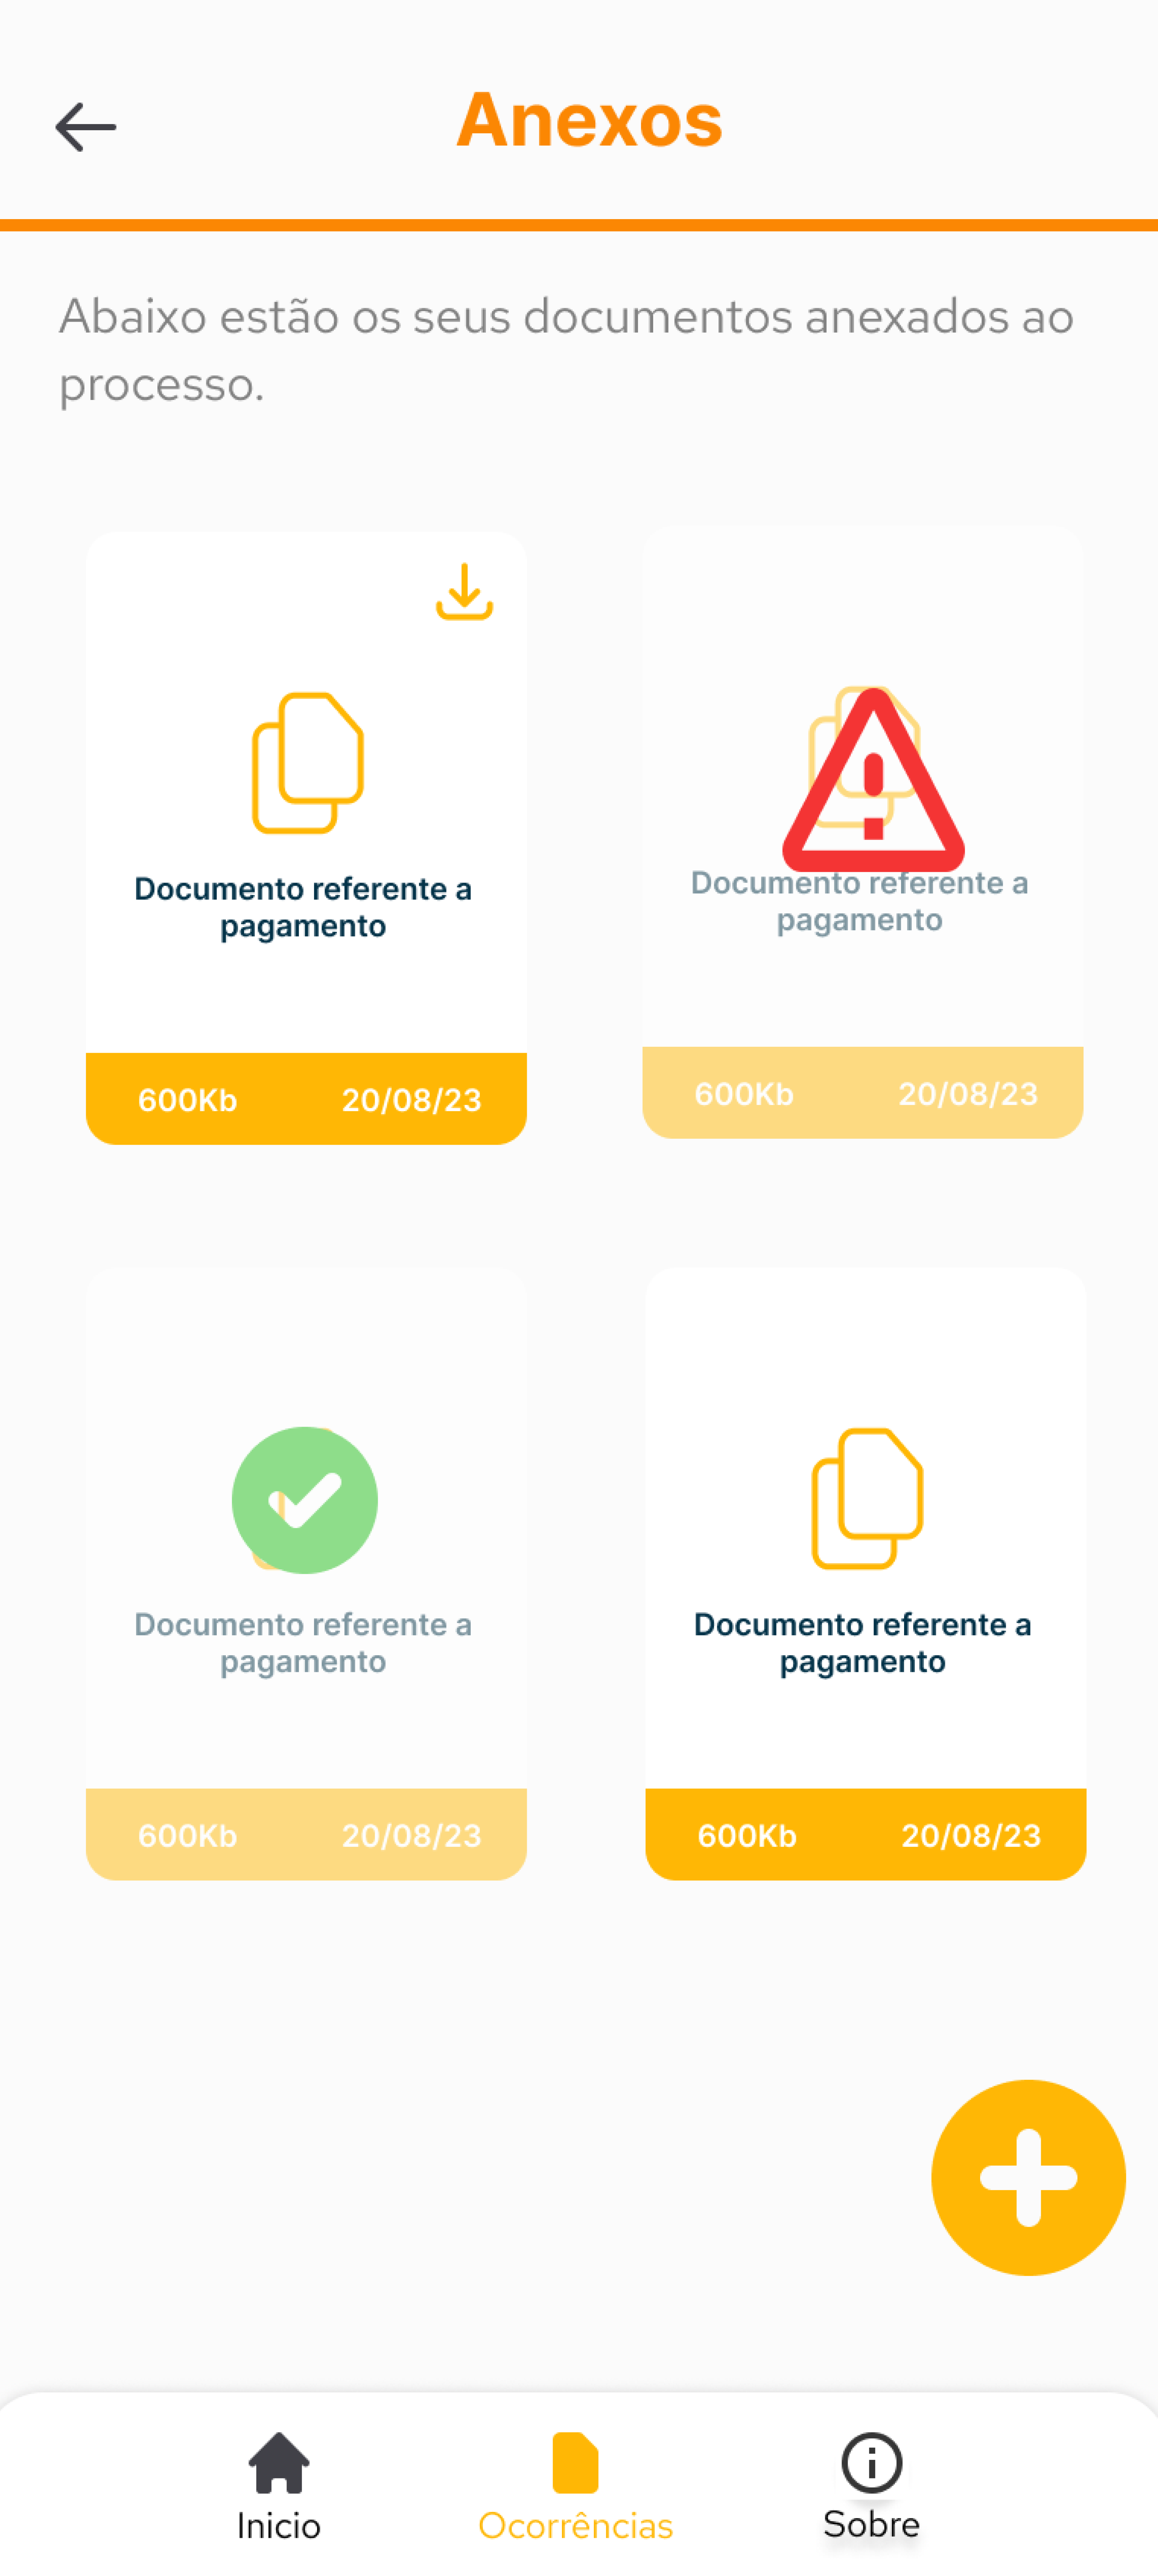 Anexos
Abaixo estão os seus documentos anexados ao
processo.
Documento referente a
pagamento
600Kb 20/08/23
Documento referente a
pagamento
600Kb 20/08/23
Documento referente a
pagamento
600Kb 20/08/23
Documento referente a
pagamento
600Kb 20/08/23
Inicio
Ocorrências
Sobre